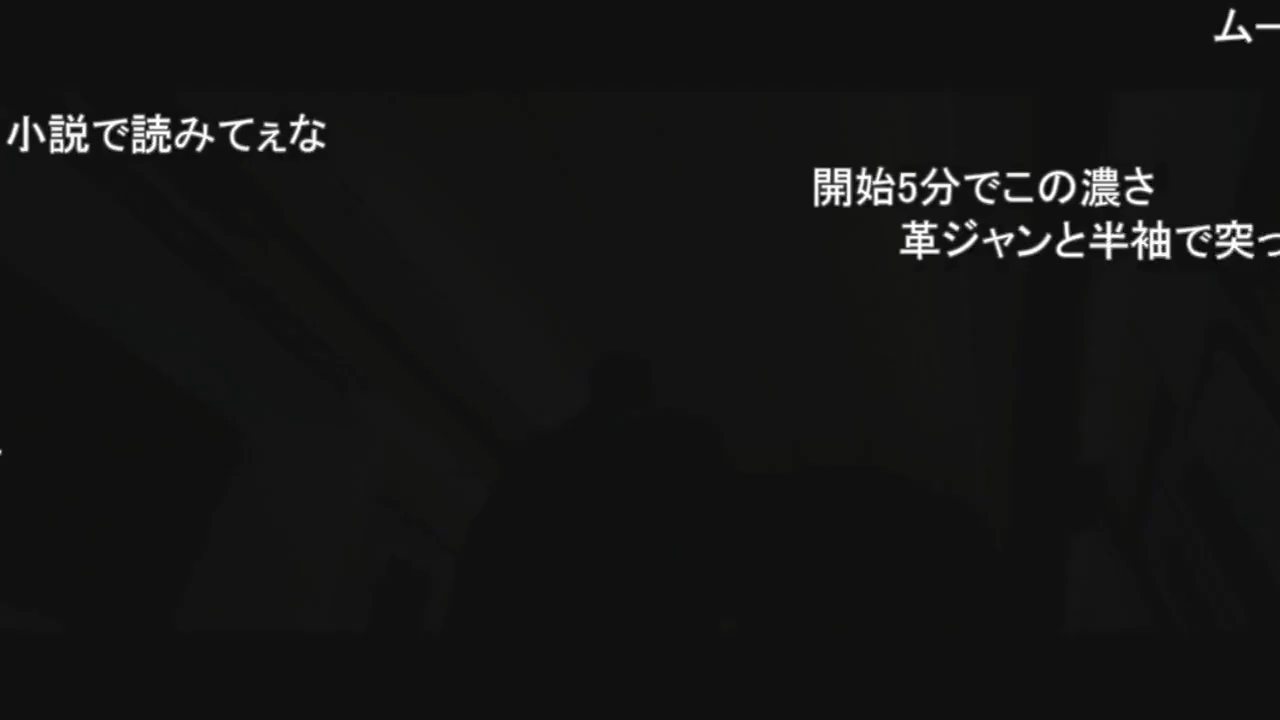 ムー
小説で読みてぇな
開始5分でこの濃さ
革ジャンと半袖で突っ